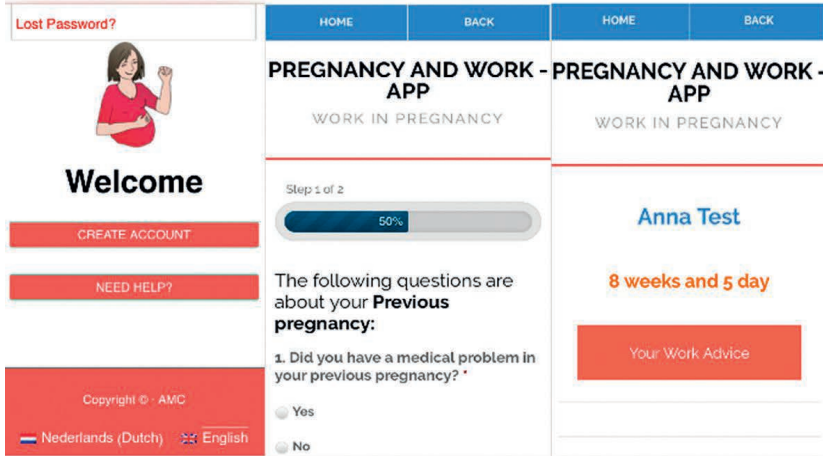 Lost Password?
Welcome
CREATE ACCOUNT
NEED HELP?
Copyright © · AMC
Nederlands (Dutch)
English
HOME
BACK
PREGNANCY AND WORK -
APP
WORK IN PREGNANCY
Step 1 of 2
50%
The following questions are
about your Previous
pregnancy:
1. Did you have a medical problem in
your previous pregnancy? *
Yes
No
HOME
BACK
PREGNANCY AND WORK -
APP
WORK IN PREGNANCY
Anna Test
8 weeks and 5 day
Your Work Advice